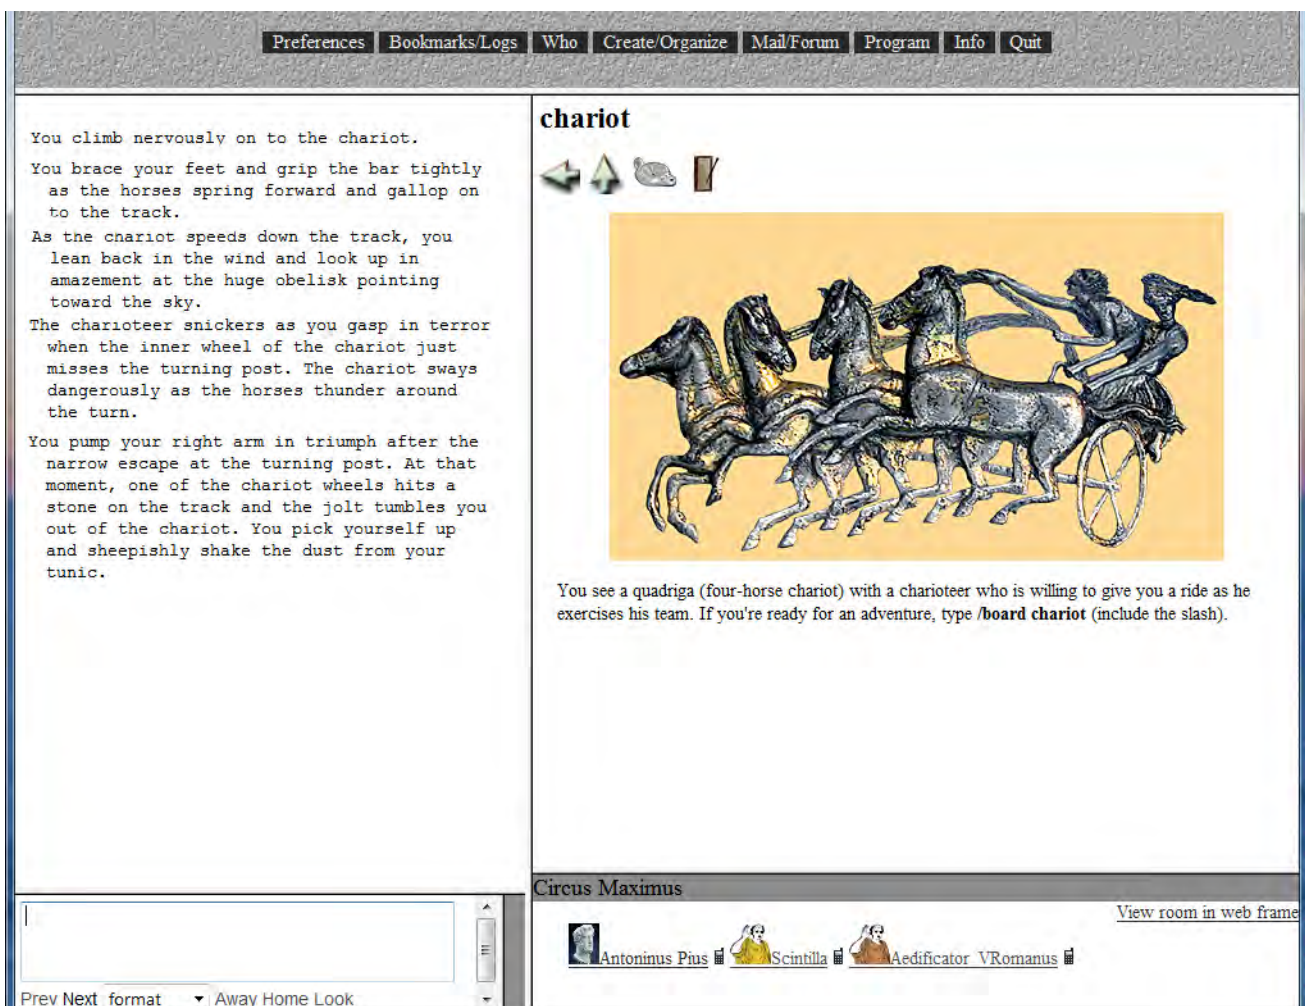 Preferences Bookmarks/Logs Who Create/Organize Mail/Forum Program Info Quit
You climb nervously on to the chariot.
You brace your feet and grip the bar tightly
as the horses spring forward and gallop on
to the track.
As the chariot speeds down the track, you
lean back in the wind and look up in
amazement at the huge obelisk pointing
toward the sky.
The charioteer snickers as you gasp in terror
when the inner wheel of the chariot just
misses the turning post. The chariot sways
dangerously as the horses thunder around
the turn.
You pump your right arm in triumph after the
narrow escape at the turning post. At that
moment, one of the chariot wheels hits a
stone on the track and the jolt tumbles you
out of the chariot. You pick yourself up
and sheepishly shake the dust from your
tunic.
Prev Next format Away Home Look
chariot
You see a quadriga (four-horse chariot) with a charioteer who is willing to give you a ride as he
exercises his team. If you're ready for an adventure, type /board chariot (include the slash).
Circus Maximus
View room in web frame
Antoninus Pius Scintilla Aedificator_VRomanus